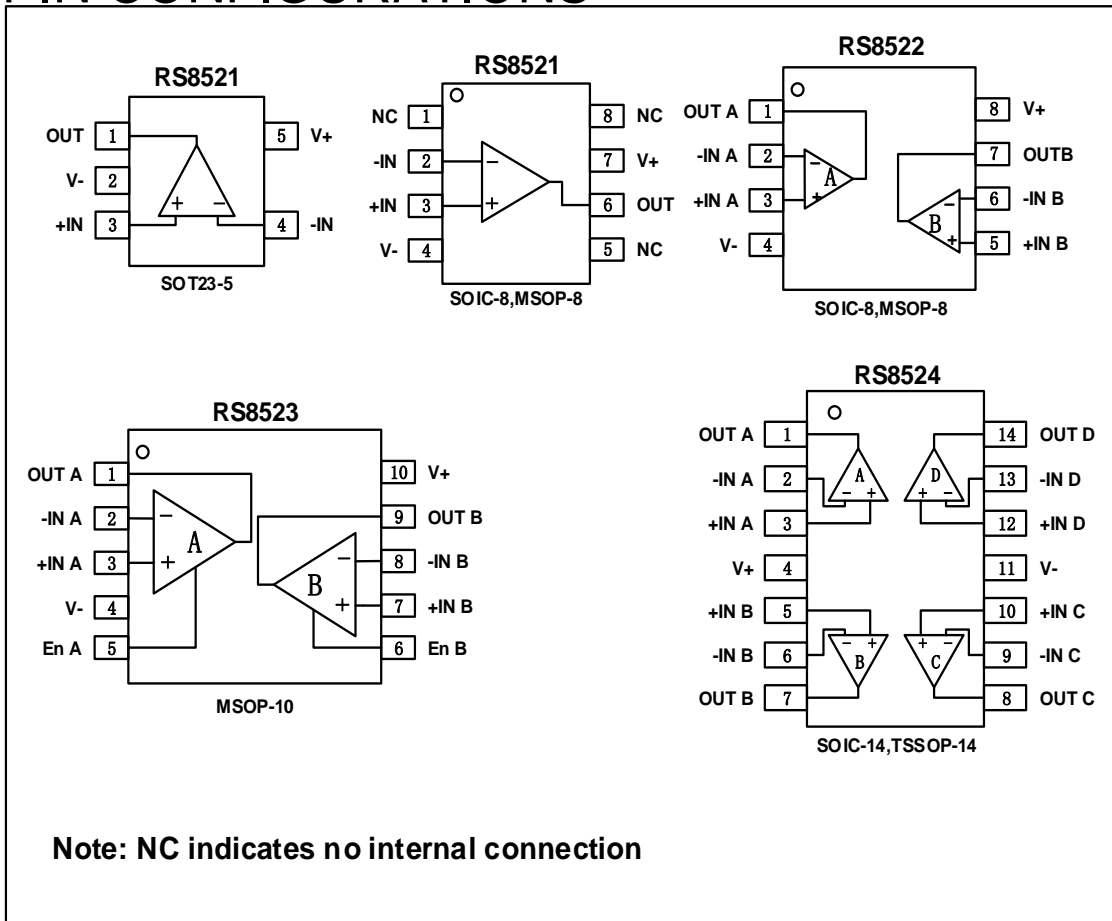 PIN CONFIGURATIONS
RS8521
OUT 1
V- 2
+IN 3
5 V+
4 -IN
+ −
SOT23-5
RS8521
NC 1
-IN 2
+IN 3
V- 4
8 NC
7 V+
6 OUT
5 NC
−
+
SOIC-8,MSOP-8
RS8522
OUT A 1
-IN A 2
+IN A 3
V- 4
8 V+
7 OUTB
6 -IN B
5 +IN B
−
A
+
−
B
+
SOIC-8,MSOP-8
RS8523
OUT A 1
-IN A 2
+IN A 3
V- 4
En A 5
10 V+
9 OUT B
8 -IN B
7 +IN B
6 En B
−
A
+
−
B
+
MSOP-10
RS8524
OUT A 1
-IN A 2
+IN A 3
V+ 4
+IN B 5
-IN B 6
OUT B 7
14 OUT D
13 -IN D
12 +IN D
11 V-
10 +IN C
9 -IN C
8 OUT C
A D
− + + −
− + + −
B C
SOIC-14,TSSOP-14
Note: NC indicates no internal connection